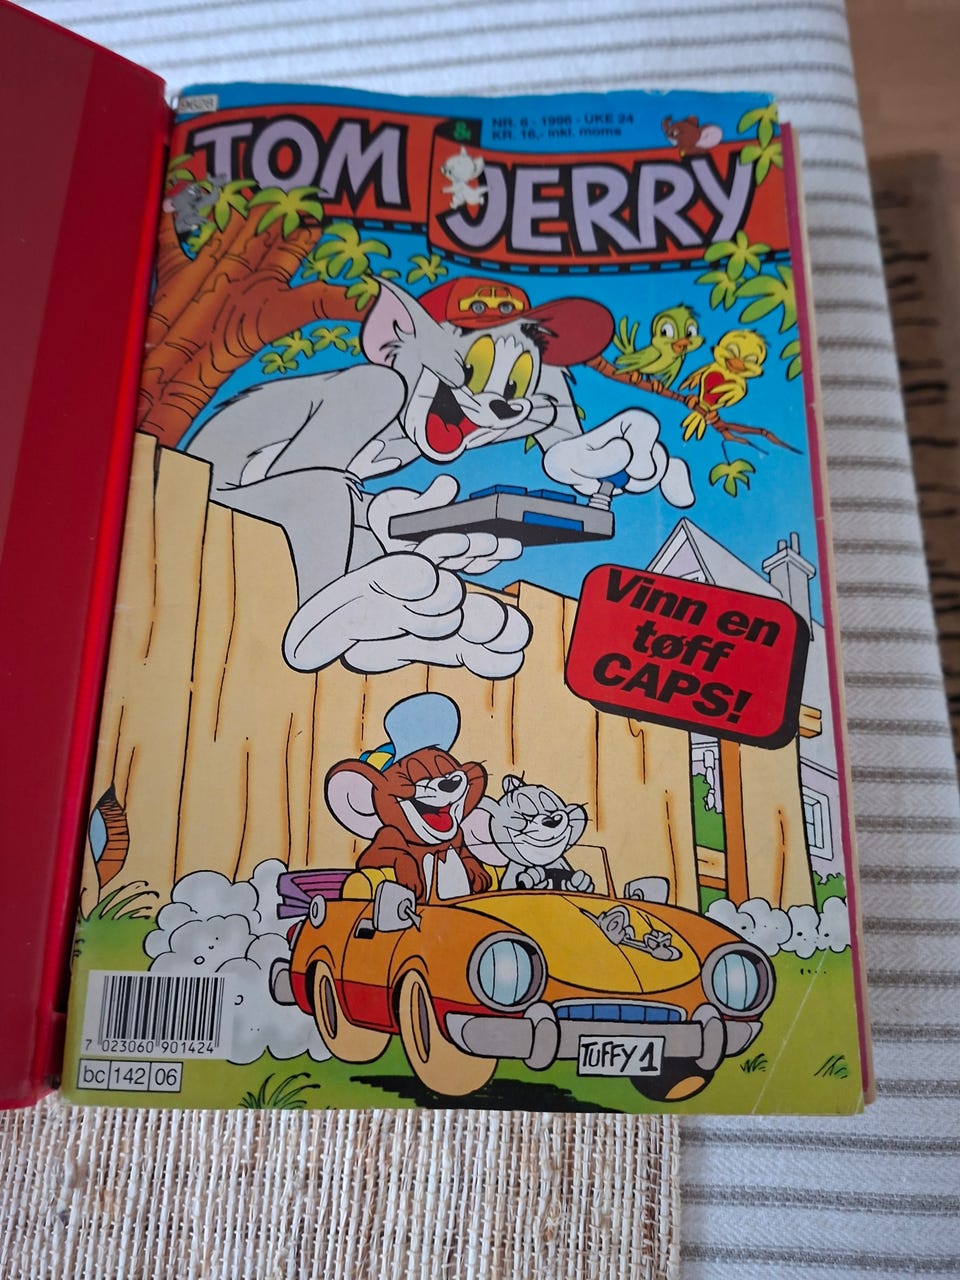 9628
TOM & JERRY
NR. 6 - 1996 - UKE 24
KR. 16,- inkl. moms
Vinn en
tøff
CAPS!
TUFFY 1
7 023060 901424
bc 142 06